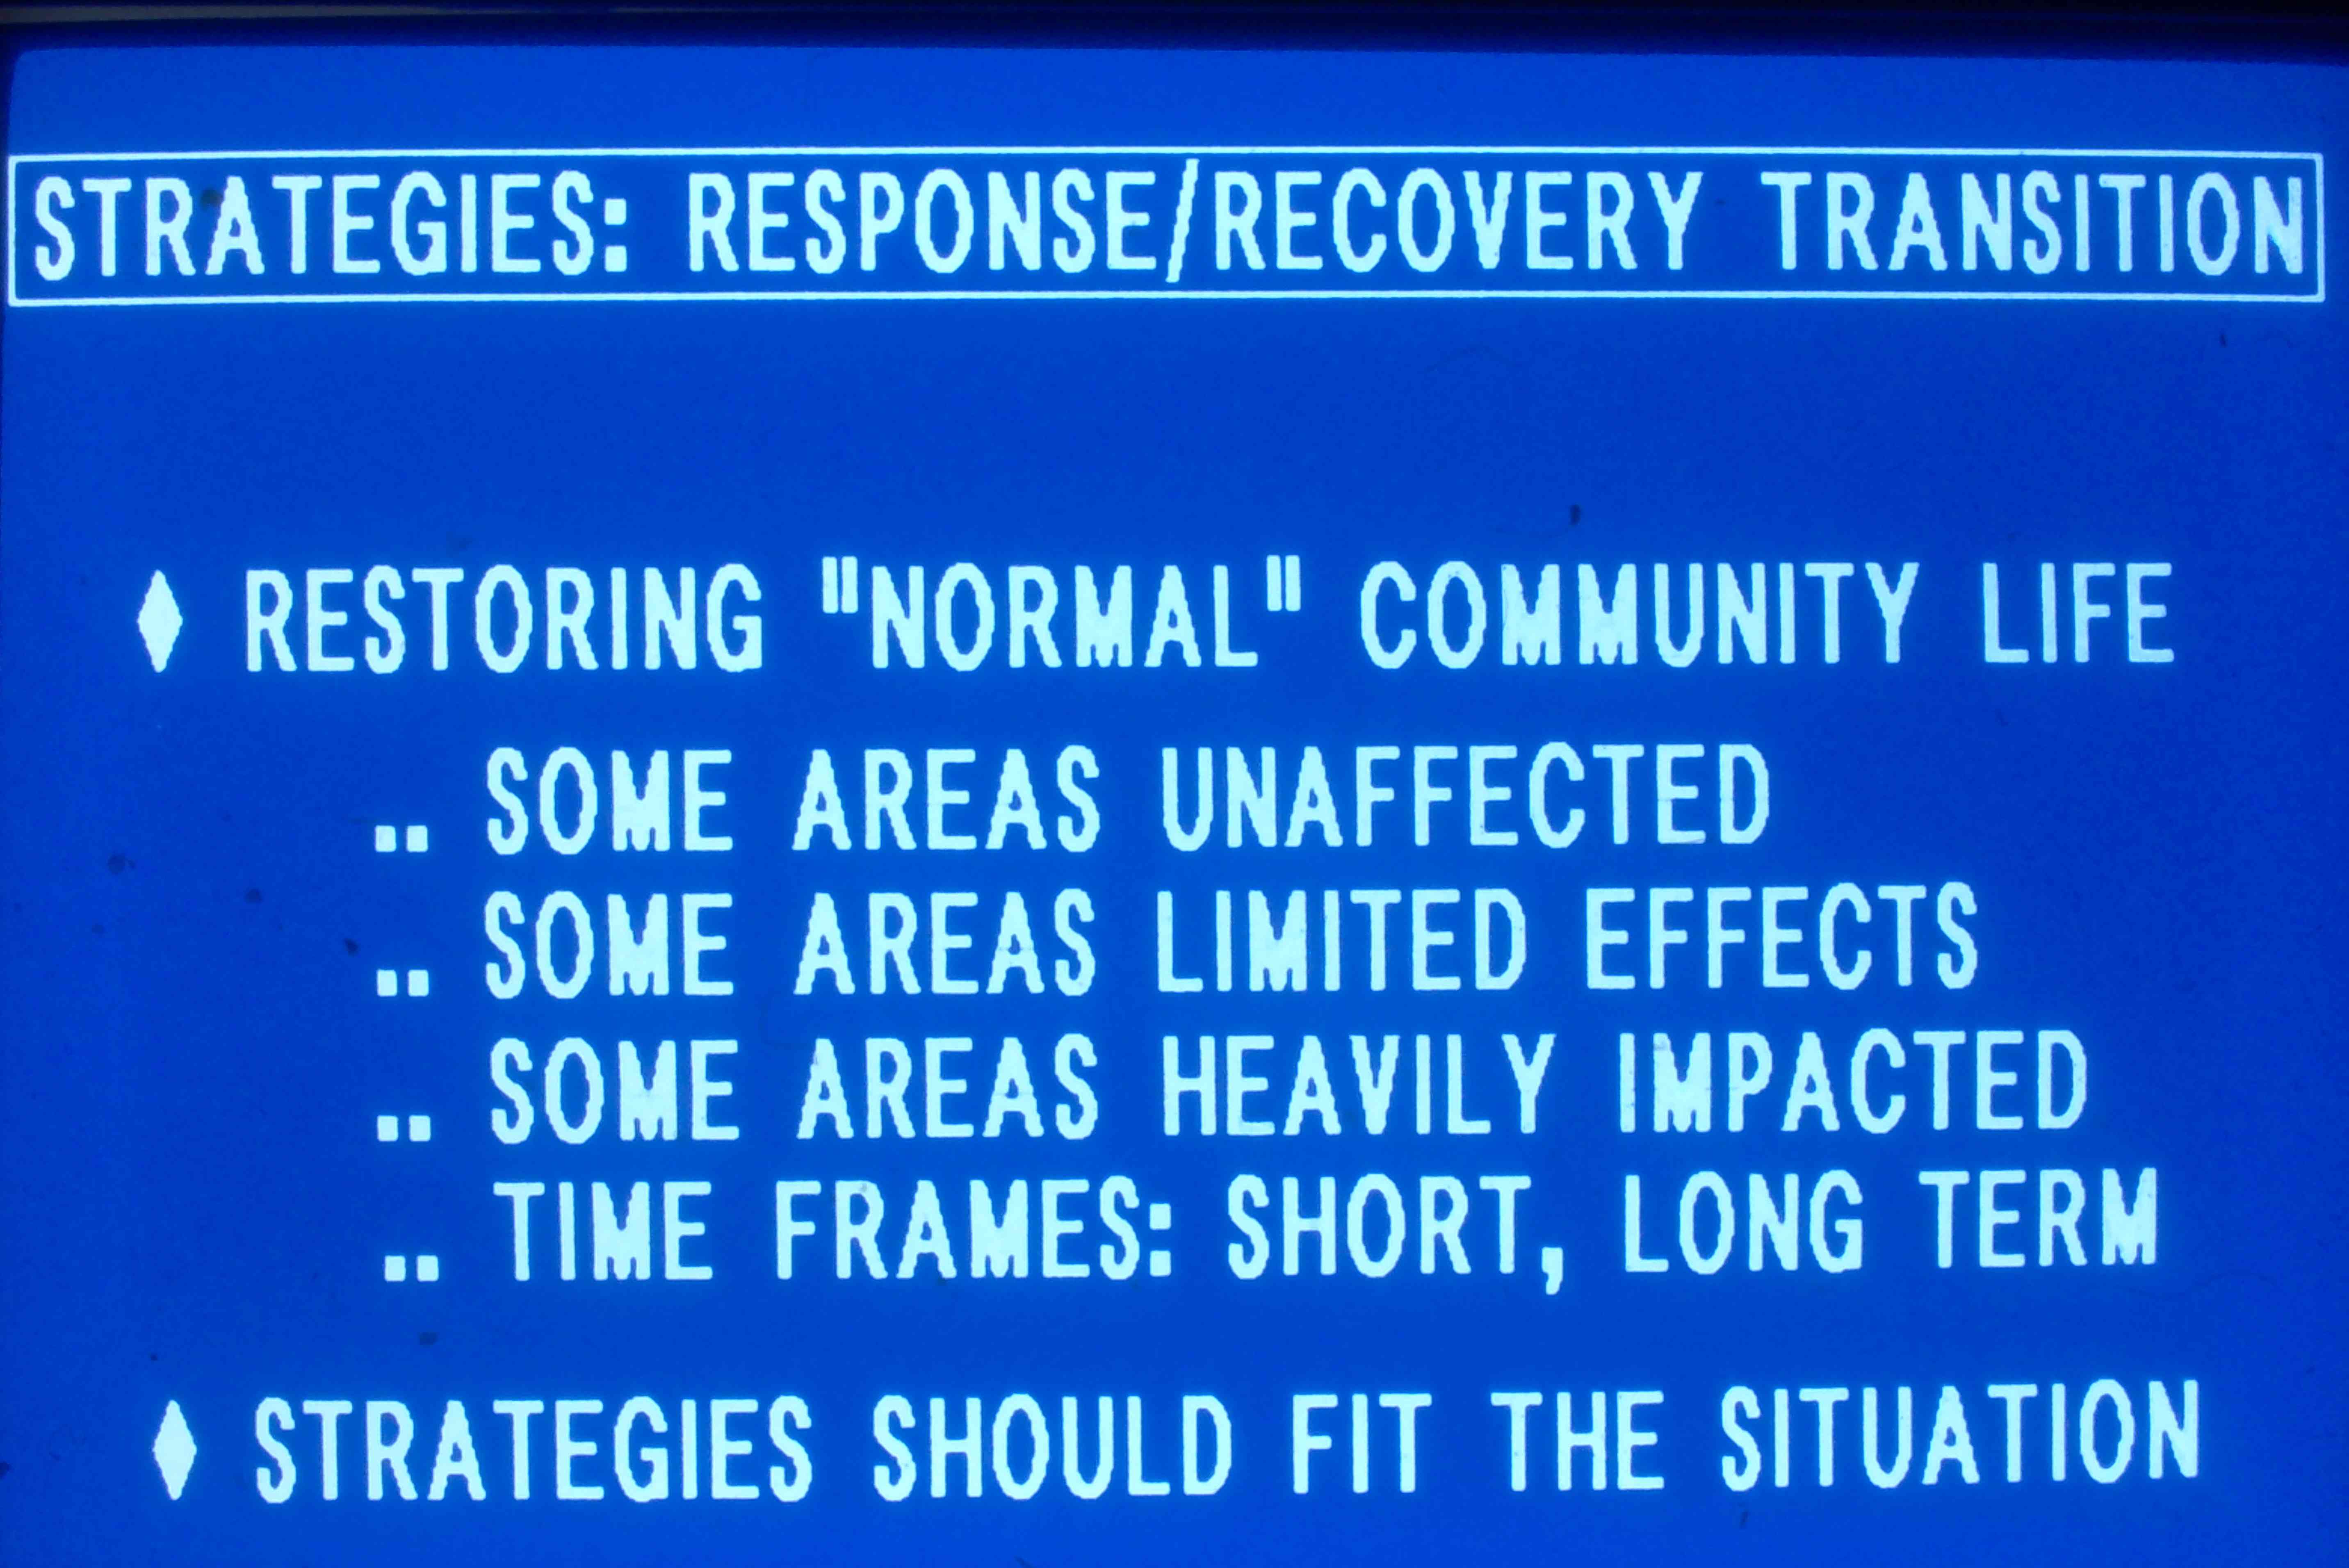 STRATEGIES: RESPONSE/RECOVERY TRANSITION
♦ RESTORING "NORMAL" COMMUNITY LIFE
.. SOME AREAS UNAFFECTED
.. SOME AREAS LIMITED EFFECTS
.. SOME AREAS HEAVILY IMPACTED
.. TIME FRAMES: SHORT, LONG TERM
♦ STRATEGIES SHOULD FIT THE SITUATION